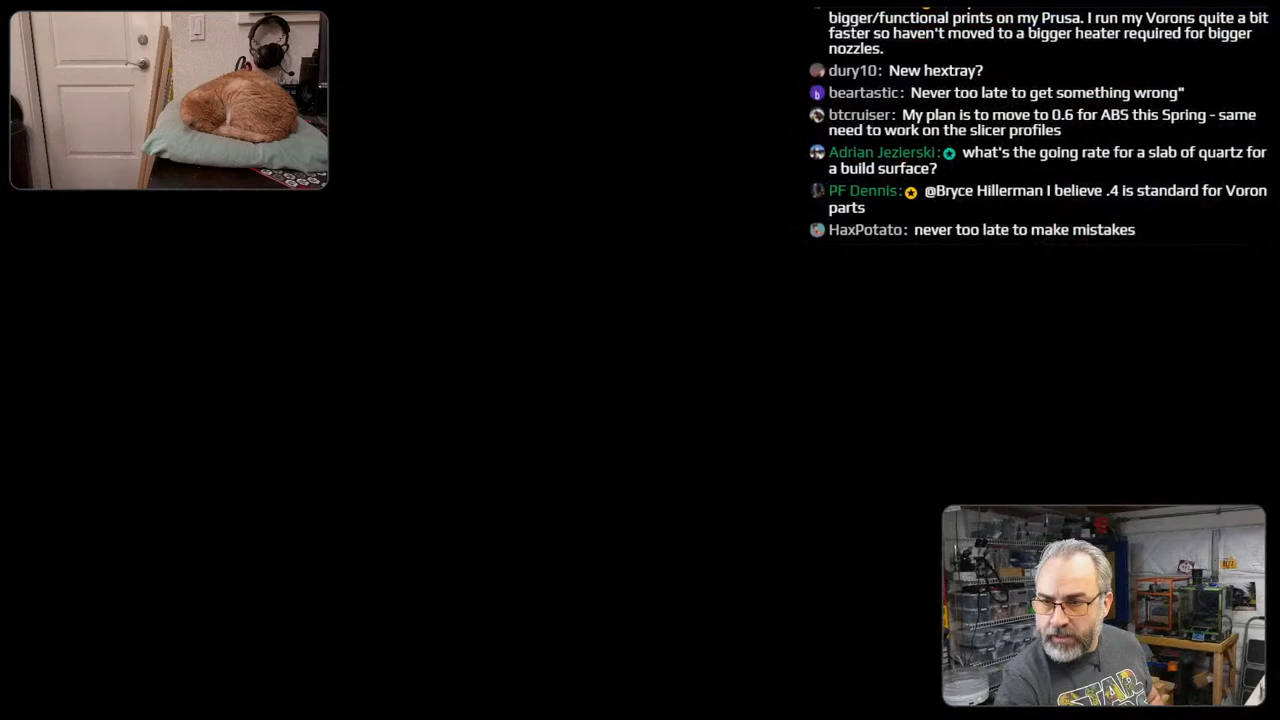 bigger/functional prints on my Prusa. I run my Vorons quite a bit
faster so haven't moved to a bigger heater required for bigger
nozzles.
dury10: New hextray?
beartastic: Never too late to get something wrong"
btcruiser: My plan is to move to 0.6 for ABS this Spring - same
need to work on the slicer profiles
Adrian Jezierski: what's the going rate for a slab of quartz for
a build surface?
PF Dennis: @Bryce Hillerman I believe .4 is standard for Voron
parts
HaxPotato: never too late to make mistakes
STAR